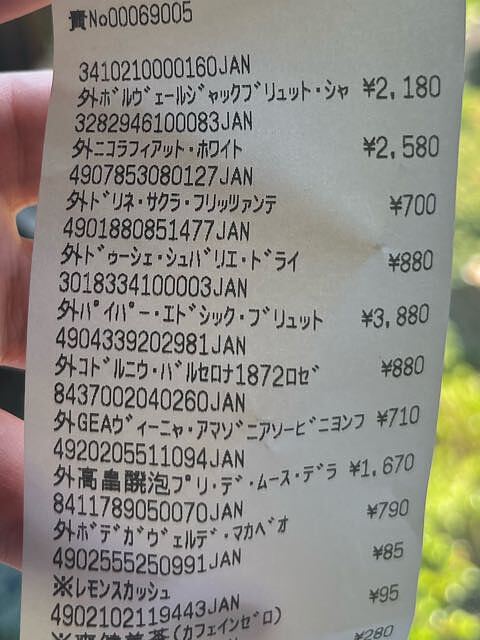 責No00069005
3410210000160JAN
外ボルヴェールジャックブリュット・シャ ¥2,180
3282946100083JAN
外ニコラフィアット・ホワイト ¥2,580
4907853080127JAN
外ドリネ・サクラ・フリッツァンテ ¥700
4901880851477JAN
外ドゥーシェ・シュバリエ・ドライ ¥880
3018334100003JAN
外パイパー・エドシック・ブリュット ¥3,880
4904339202981JAN
外コドルニウ・バルセロナ1872ロゼ ¥880
8437002040260JAN
外GEAヴィーニャ・アマゾニアソービニヨンフ ¥710
4920205511094JAN
外高畠醗泡プリ・デ・ムース・デラ ¥1,670
8411789050070JAN
外ボデガヴェルデ・マカベオ ¥790
4902555250991JAN
※レモンスカッシュ ¥85
4902102119443JAN ¥95
※爽健美茶(カフェインゼロ)
¥280